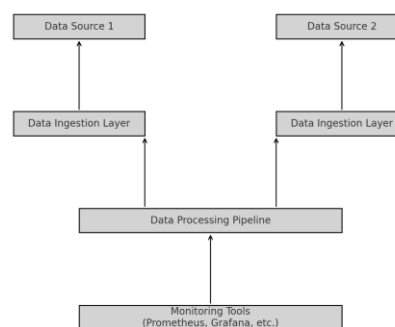 Data Source 1
Data Source 2
Data Ingestion Layer
Data Ingestion Layer
Data Processing Pipeline
Monitoring Tools
(Prometheus, Grafana, etc.)